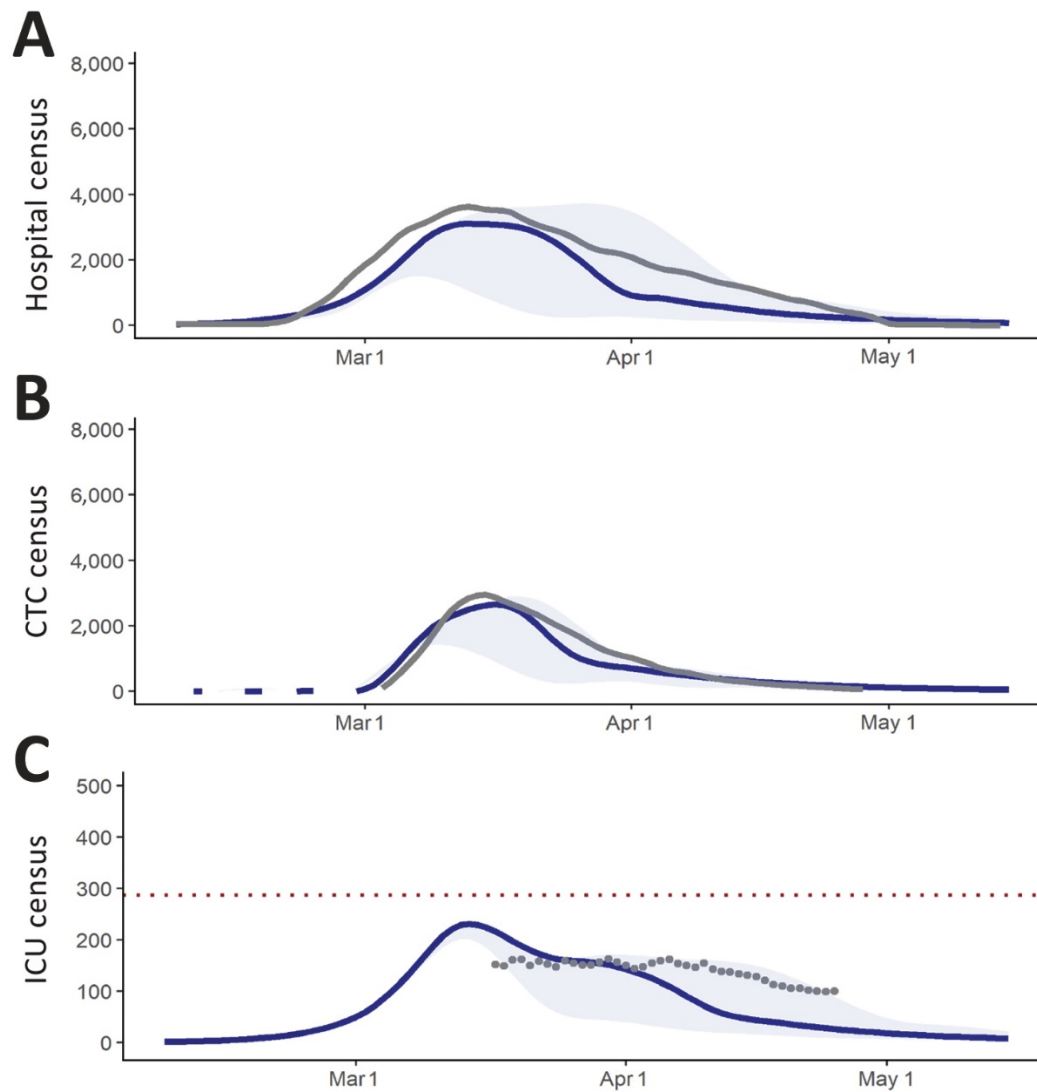 A
Hospital census
8,000
6,000
4,000
2,000
0
Mar 1
Apr 1
May 1
B
CTC census
8,000
6,000
4,000
2,000
0
Mar 1
Apr 1
May 1
C
ICU census
500
400
300
200
100
0
Mar 1
Apr 1
May 1